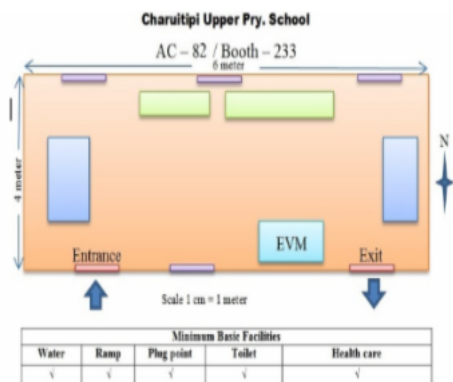 Charuitipi Upper Pry. School
AC – 82 / Booth – 233
6 meter
4 meter
N
EVM
Entrance
Exit
Scale 1 cm = 1 meter
Minimum Basic Facilities
Water Ramp Plug point Toilet Health care
√ √ √ √ √